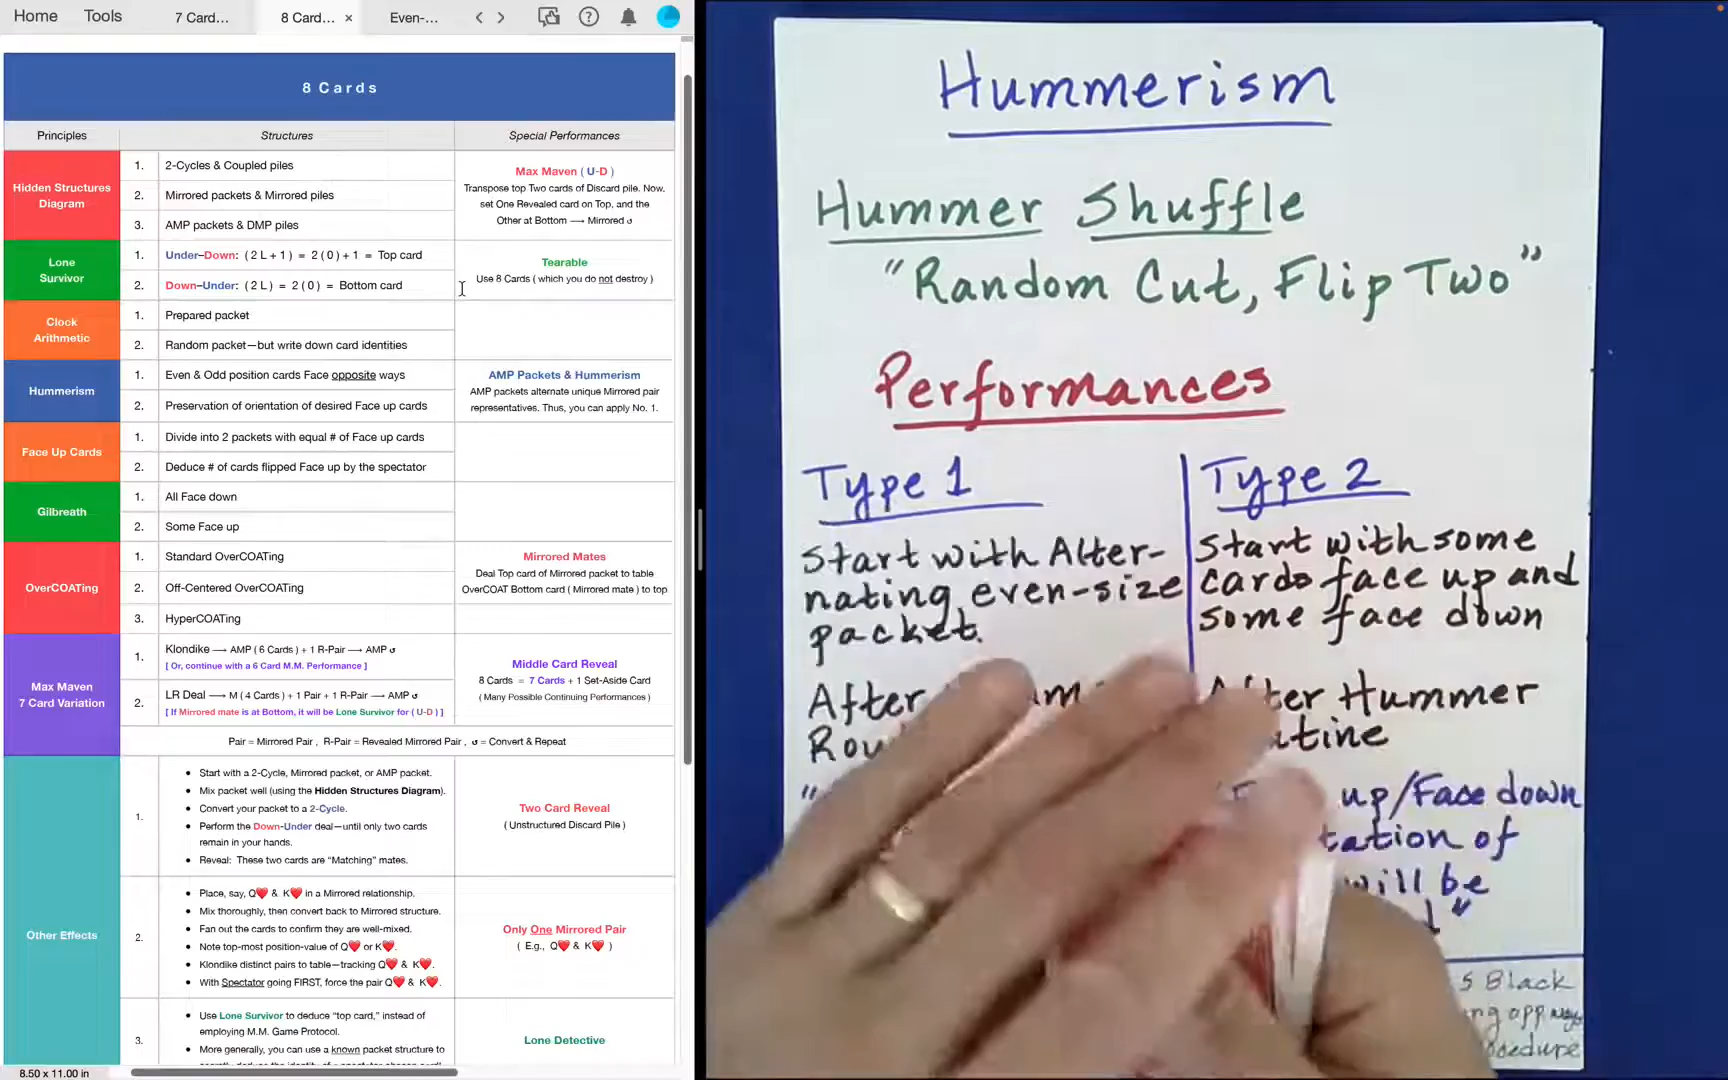 Home Tools 7 Card... 8 Card... × Even-...
8 Cards
Principles Structures Special Performances
Hidden Structures
Diagram
1. 2-Cycles & Coupled piles
2. Mirrored packets & Mirrored piles
3. AMP packets & DMP piles
Max Maven ( U-D )
Transpose top Two cards of Discard pile. Now,
set One Revealed card on Top, and the
Other at Bottom → Mirrored ↺
Lone
Survivor
1. Under–Down: ( 2 L + 1 ) = 2 ( 0 ) + 1 = Top card
2. Down–Under: ( 2 L ) = 2 ( 0 ) = Bottom card
Tearable
Use 8 Cards ( which you do not destroy )
Clock
Arithmetic
1. Prepared packet
2. Random packet—but write down card identities
Hummerism
1. Even & Odd position cards Face opposite ways
2. Preservation of orientation of desired Face up cards
AMP Packets & Hummerism
AMP packets alternate unique Mirrored pair
representatives. Thus, you can apply No. 1.
Face Up Cards
1. Divide into 2 packets with equal # of Face up cards
2. Deduce # of cards flipped Face up by the spectator
Gilbreath
1. All Face down
2. Some Face up
OverCOATing
1. Standard OverCOATing
2. Off-Centered OverCOATing
3. HyperCOATing
Mirrored Mates
Deal Top card of Mirrored packet to table
OverCOAT Bottom card ( Mirrored mate ) to top
Max Maven
7 Card Variation
1. Klondike → AMP ( 6 Cards ) + 1 R-Pair → AMP ↺
[ Or, continue with a 6 Card M.M. Performance ]
2. LR Deal → M ( 4 Cards ) + 1 Pair + 1 R-Pair → AMP ↺
[ If Mirrored mate is at Bottom, it will be Lone Survivor for ( U-D ) ]
Middle Card Reveal
8 Cards = 7 Cards + 1 Set-Aside Card
( Many Possible Continuing Performances )
Pair = Mirrored Pair , R-Pair = Revealed Mirrored Pair , ↺ = Convert & Repeat
Other Effects
1.
• Start with a 2-Cycle, Mirrored packet, or AMP packet.
• Mix packet well (using the Hidden Structures Diagram).
• Convert your packet to a 2-Cycle.
• Perform the Down-Under deal—until only two cards
remain in your hands.
• Reveal: These two cards are “Matching” mates.
Two Card Reveal
( Unstructured Discard Pile )
2.
• Place, say, Q♥ & K♥ in a Mirrored relationship.
• Mix thoroughly, then convert back to Mirrored structure.
• Fan out the cards to confirm they are well-mixed.
• Note top-most position-value of Q♥ or K♥.
• Klondike distinct pairs to table—tracking Q♥ & K♥.
• With Spectator going FIRST, force the pair Q♥ & K♥.
Only One Mirrored Pair
( E.g., Q♥ & K♥ )
3.
• Use Lone Survivor to deduce “top card,” instead of
employing M.M. Game Protocol.
• More generally, you can use a known packet structure to
Lone Detective
8.50 x 11.00 in
Hummerism
Hummer Shuffle
"Random Cut, Flip Two"
Performances
Type 1
Start with Alter-
nating even-size
packet.
After
Type 2
Start with some
cards face up and
some face down
After Hummer
up/Face down
of
will be
5 Black